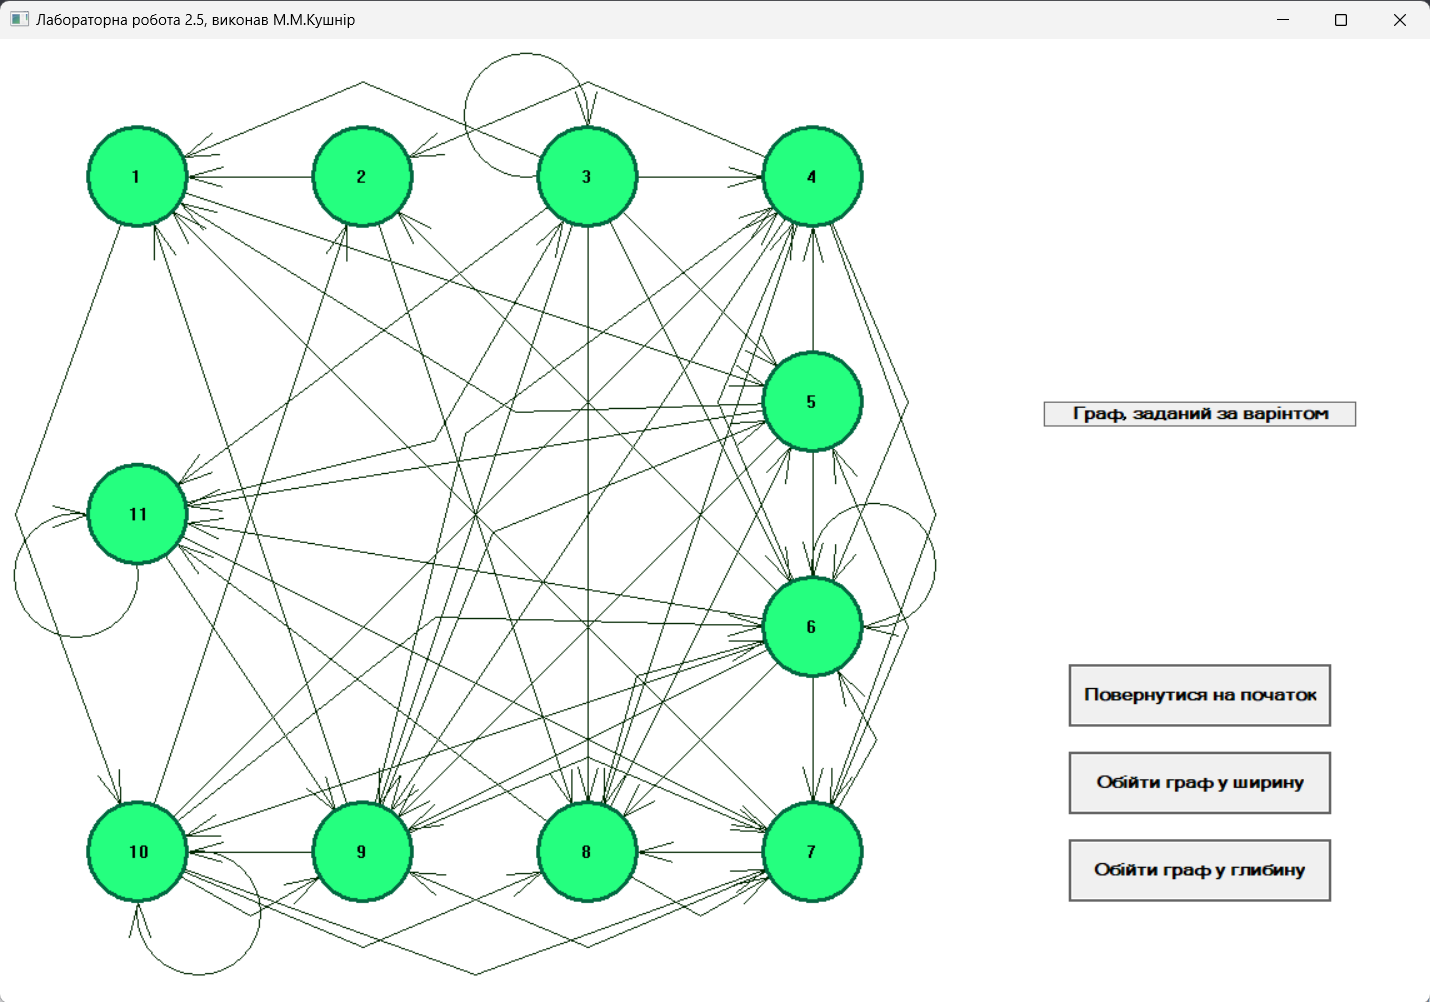 Лабораторна робота 2.5, виконав М.М.Кушнір
1 2 3 4
5
Граф, заданий за варінтом
11
6
Повернутися на початок
Обійти граф у ширину
10 9 8 7
Обійти граф у глибину